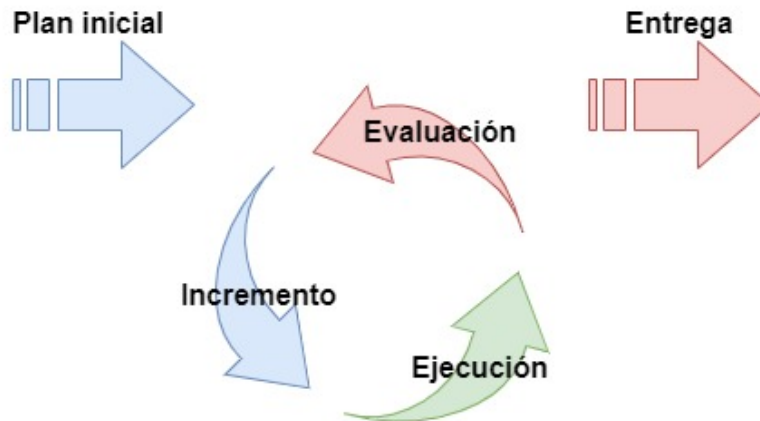 Plan inicial
Entrega
Evaluación
Incremento
Ejecución